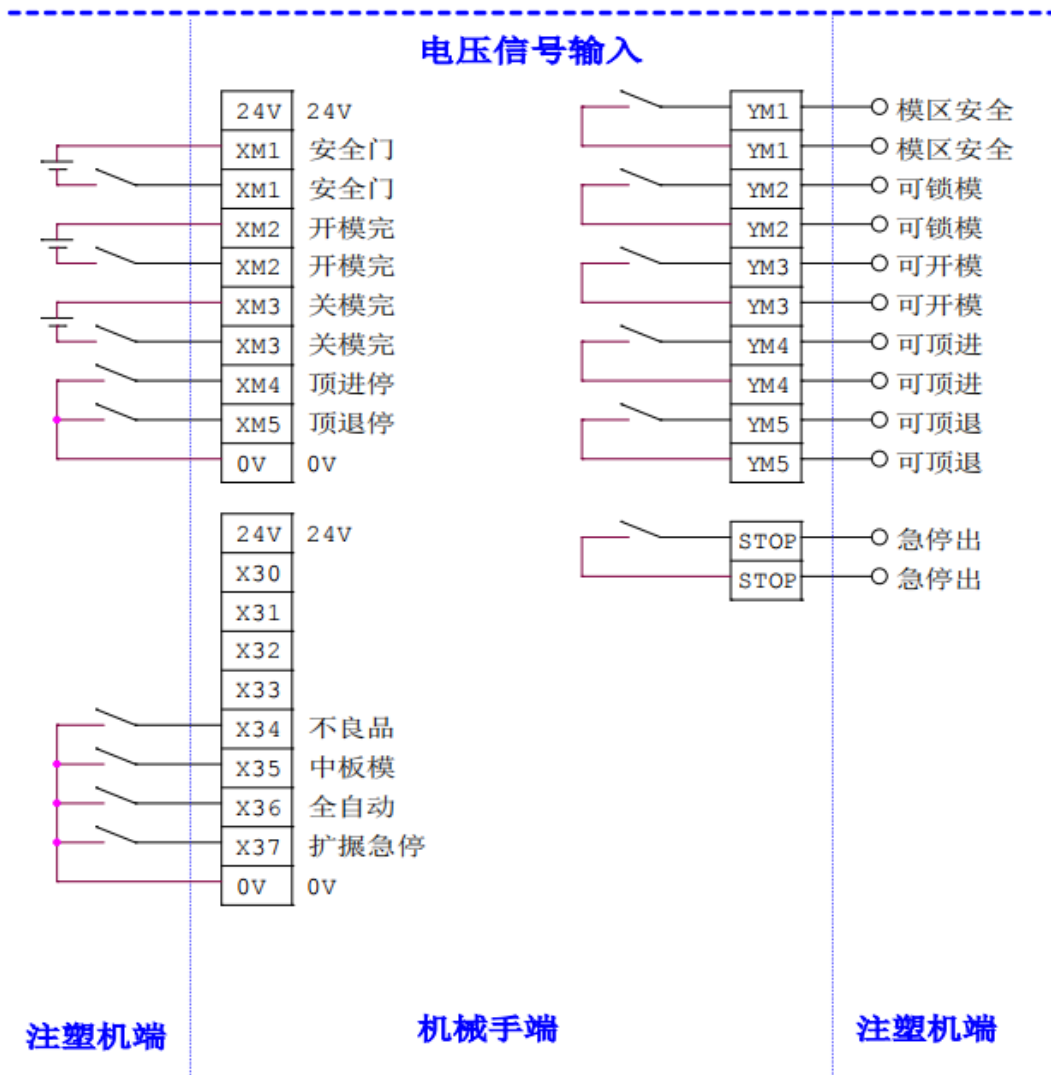 电压信号输入
24V 24V
XM1 安全门
XM1 安全门
XM2 开模完
XM2 开模完
XM3 关模完
XM3 关模完
XM4 顶进停
XM5 顶退停
0V 0V
YM1 模区安全
YM1 模区安全
YM2 可锁模
YM2 可锁模
YM3 可开模
YM3 可开模
YM4 可顶进
YM4 可顶进
YM5 可顶退
YM5 可顶退
24V 24V
X30
X31
X32
X33
X34 不良品
X35 中板模
X36 全自动
X37 扩搌急停
0V 0V
STOP 急停出
STOP 急停出
注塑机端
机械手端
注塑机端